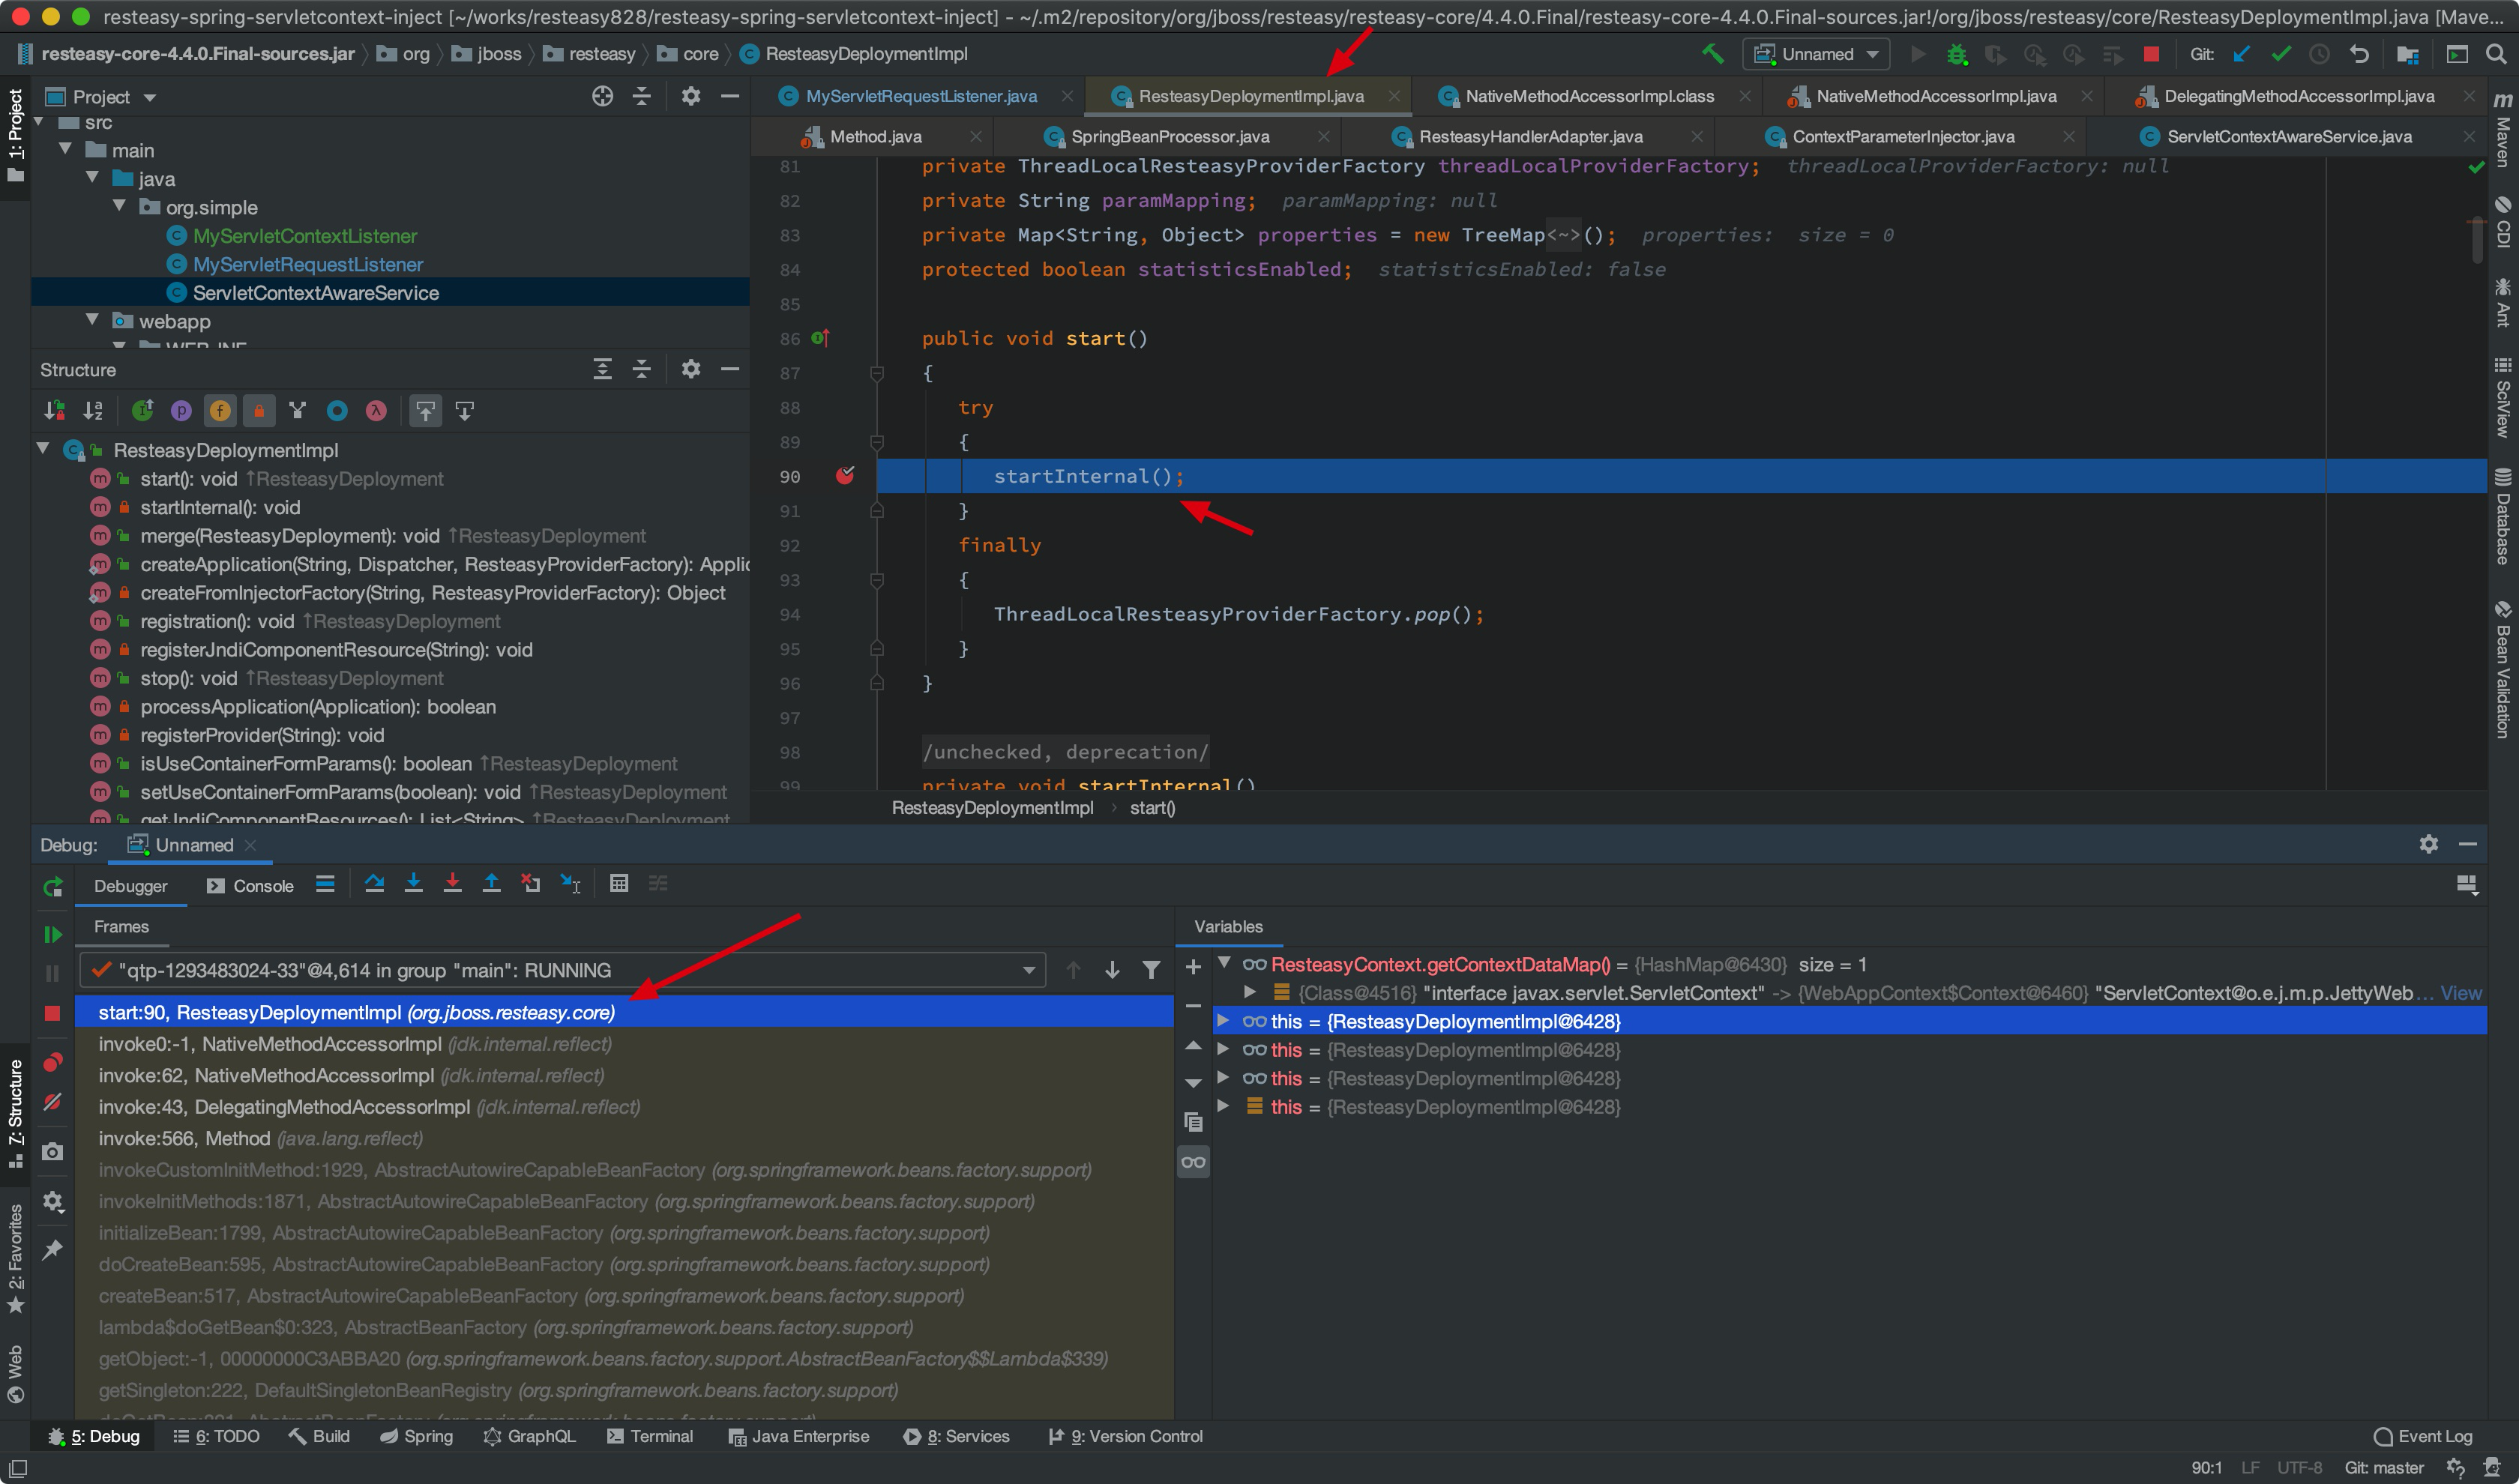 resteasy-spring-servletcontext-inject [~/works/resteasy828/resteasy-spring-servletcontext-inject] - ~/.m2/repository/org/jboss/resteasy/resteasy-core/4.4.0.Final/resteasy-core-4.4.0.Final-sources.jar!/org/jboss/resteasy/core/ResteasyDeploymentImpl.java [Mave...
resteasy-core-4.4.0.Final-sources.jar org jboss resteasy core ResteasyDeploymentImpl
Unnamed
Git:
1: Project
Project
src
main
java
org.simple
MyServletContextListener
MyServletRequestListener
ServletContextAwareService
webapp
WEB-INF
MyServletRequestListener.java ResteasyDeploymentImpl.java NativeMethodAccessorImpl.class NativeMethodAccessorImpl.java DelegatingMethodAccessorImpl.java
Method.java SpringBeanProcessor.java ResteasyHandlerAdapter.java ContextParameterInjector.java ServletContextAwareService.java
81 private ThreadLocalResteasyProviderFactory threadLocalProviderFactory; threadLocalProviderFactory: null
82 private String paramMapping; paramMapping: null
83 private Map<String, Object> properties = new TreeMap<~>(); properties: size = 0
84 protected boolean statisticsEnabled; statisticsEnabled: false
85
86 public void start()
87 {
88 try
89 {
90 startInternal();
91 }
92 finally
93 {
94 ThreadLocalResteasyProviderFactory.pop();
95 }
96 }
97
98 /unchecked, deprecation/
99 private void startInternal()
ResteasyDeploymentImpl start()
Maven
CDI
Ant
SciView
Database
Bean Validation
Structure
ResteasyDeploymentImpl
start(): void ↑ResteasyDeployment
startInternal(): void
merge(ResteasyDeployment): void ↑ResteasyDeployment
createApplication(String, Dispatcher, ResteasyProviderFactory): Applic
createFromInjectorFactory(String, ResteasyProviderFactory): Object
registration(): void ↑ResteasyDeployment
registerJndiComponentResource(String): void
stop(): void ↑ResteasyDeployment
processApplication(Application): boolean
registerProvider(String): void
isUseContainerFormParams(): boolean ↑ResteasyDeployment
setUseContainerFormParams(boolean): void ↑ResteasyDeployment
getJndiComponentResources(): List<String> ↑ResteasyDeployment
Debug: Unnamed
Debugger Console
Frames
"qtp-1293483024-33"@4,614 in group "main": RUNNING
start:90, ResteasyDeploymentImpl (org.jboss.resteasy.core)
invoke0:-1, NativeMethodAccessorImpl (jdk.internal.reflect)
invoke:62, NativeMethodAccessorImpl (jdk.internal.reflect)
invoke:43, DelegatingMethodAccessorImpl (jdk.internal.reflect)
invoke:566, Method (java.lang.reflect)
invokeCustomInitMethod:1929, AbstractAutowireCapableBeanFactory (org.springframework.beans.factory.support)
invokeInitMethods:1871, AbstractAutowireCapableBeanFactory (org.springframework.beans.factory.support)
initializeBean:1799, AbstractAutowireCapableBeanFactory (org.springframework.beans.factory.support)
doCreateBean:595, AbstractAutowireCapableBeanFactory (org.springframework.beans.factory.support)
createBean:517, AbstractAutowireCapableBeanFactory (org.springframework.beans.factory.support)
lambda$doGetBean$0:323, AbstractBeanFactory (org.springframework.beans.factory.support)
getObject:-1, 00000000C3ABBA20 (org.springframework.beans.factory.support.AbstractBeanFactory$$Lambda$339)
getSingleton:222, DefaultSingletonBeanRegistry (org.springframework.beans.factory.support)
Variables
ResteasyContext.getContextDataMap() = {HashMap@6430} size = 1
{Class@4516} "interface javax.servlet.ServletContext" -> {WebAppContext$Context@6460} "ServletContext@o.e.j.m.p.JettyWeb... View
this = {ResteasyDeploymentImpl@6428}
this = {ResteasyDeploymentImpl@6428}
this = {ResteasyDeploymentImpl@6428}
this = {ResteasyDeploymentImpl@6428}
7: Structure
2: Favorites
Web
5: Debug 6: TODO Build Spring GraphQL Terminal Java Enterprise 8: Services 9: Version Control Event Log
90:1 LF UTF-8 Git: master